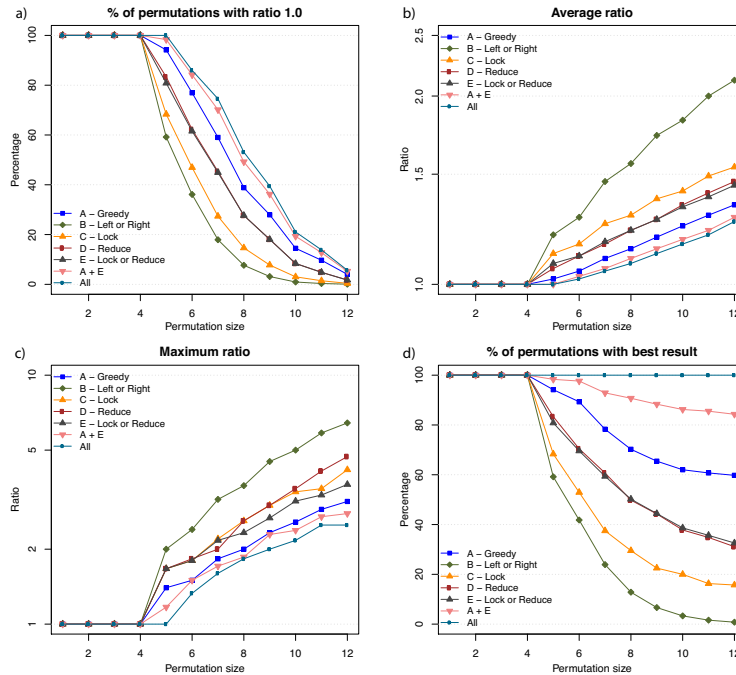 a)
% of permutations with ratio 1.0
Percentage
100
80
60
40
20
0
A – Greedy
B – Left or Right
C – Lock
D – Reduce
E – Lock or Reduce
A + E
All
2 4 6 8 10 12
Permutation size
b)
Average ratio
Ratio
2.5
2.0
1.5
1.0
A – Greedy
B – Left or Right
C – Lock
D – Reduce
E – Lock or Reduce
A + E
All
2 4 6 8 10 12
Permutation size
c)
Maximum ratio
Ratio
10
5
2
1
A – Greedy
B – Left or Right
C – Lock
D – Reduce
E – Lock or Reduce
A + E
All
2 4 6 8 10 12
Permutation size
d)
% of permutations with best result
Percentage
100
80
60
40
20
0
A – Greedy
B – Left or Right
C – Lock
D – Reduce
E – Lock or Reduce
A + E
All
2 4 6 8 10 12
Permutation size